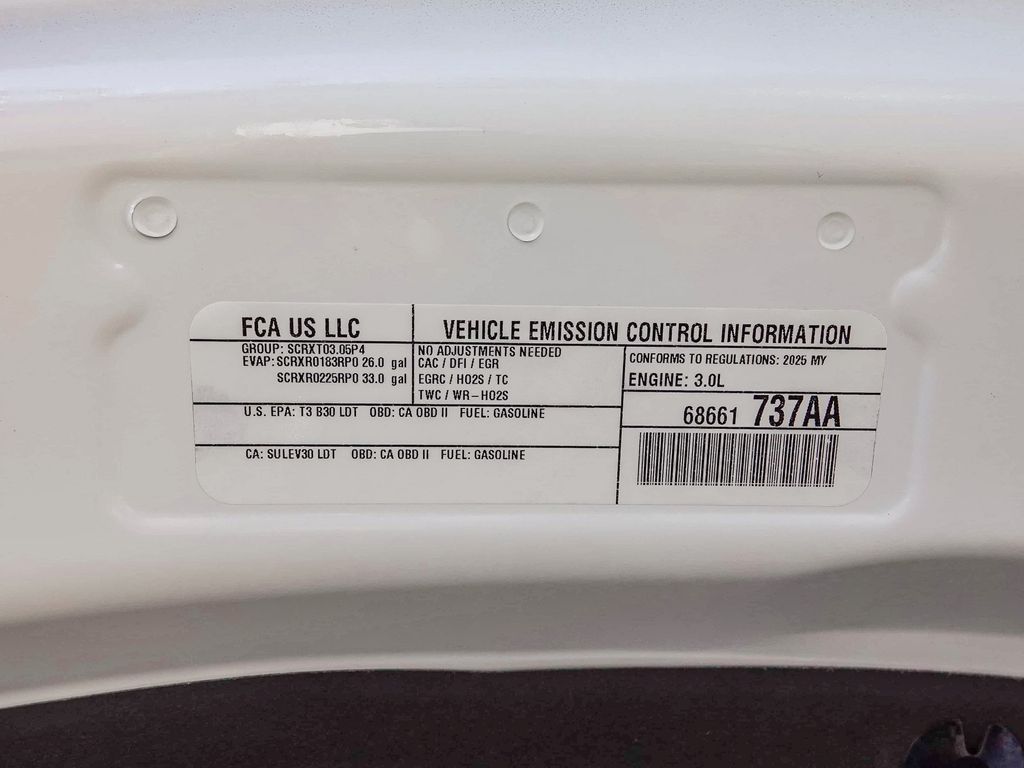 FCA US LLC
VEHICLE EMISSION CONTROL INFORMATION
GROUP: SCRXT03.05P4
EVAP: SCRXR0183RP0 26.0 gal
SCRXR0225RP0 33.0 gal
NO ADJUSTMENTS NEEDED
CAC / DFI / EGR
EGRC / HO2S / TC
TWC / WR-HO2S
CONFORMS TO REGULATIONS: 2025 MY
ENGINE: 3.0L
U.S. EPA: T3 B30 LDT OBD: CA OBD II FUEL: GASOLINE
68661 737AA
CA: SULEV30 LDT OBD: CA OBD II FUEL: GASOLINE